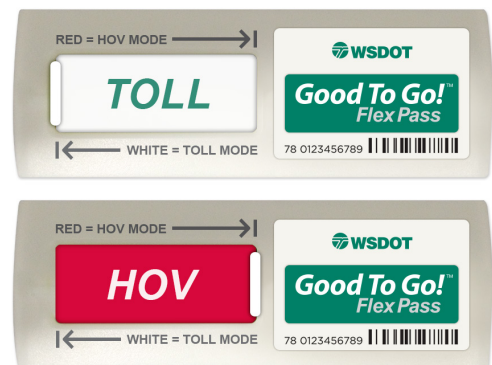 RED = HOV MODE
TOLL
WHITE = TOLL MODE
WSDOT
Good To Go!™
Flex Pass
78 0123456789
RED = HOV MODE
HOV
WHITE = TOLL MODE
WSDOT
Good To Go!™
Flex Pass
78 0123456789